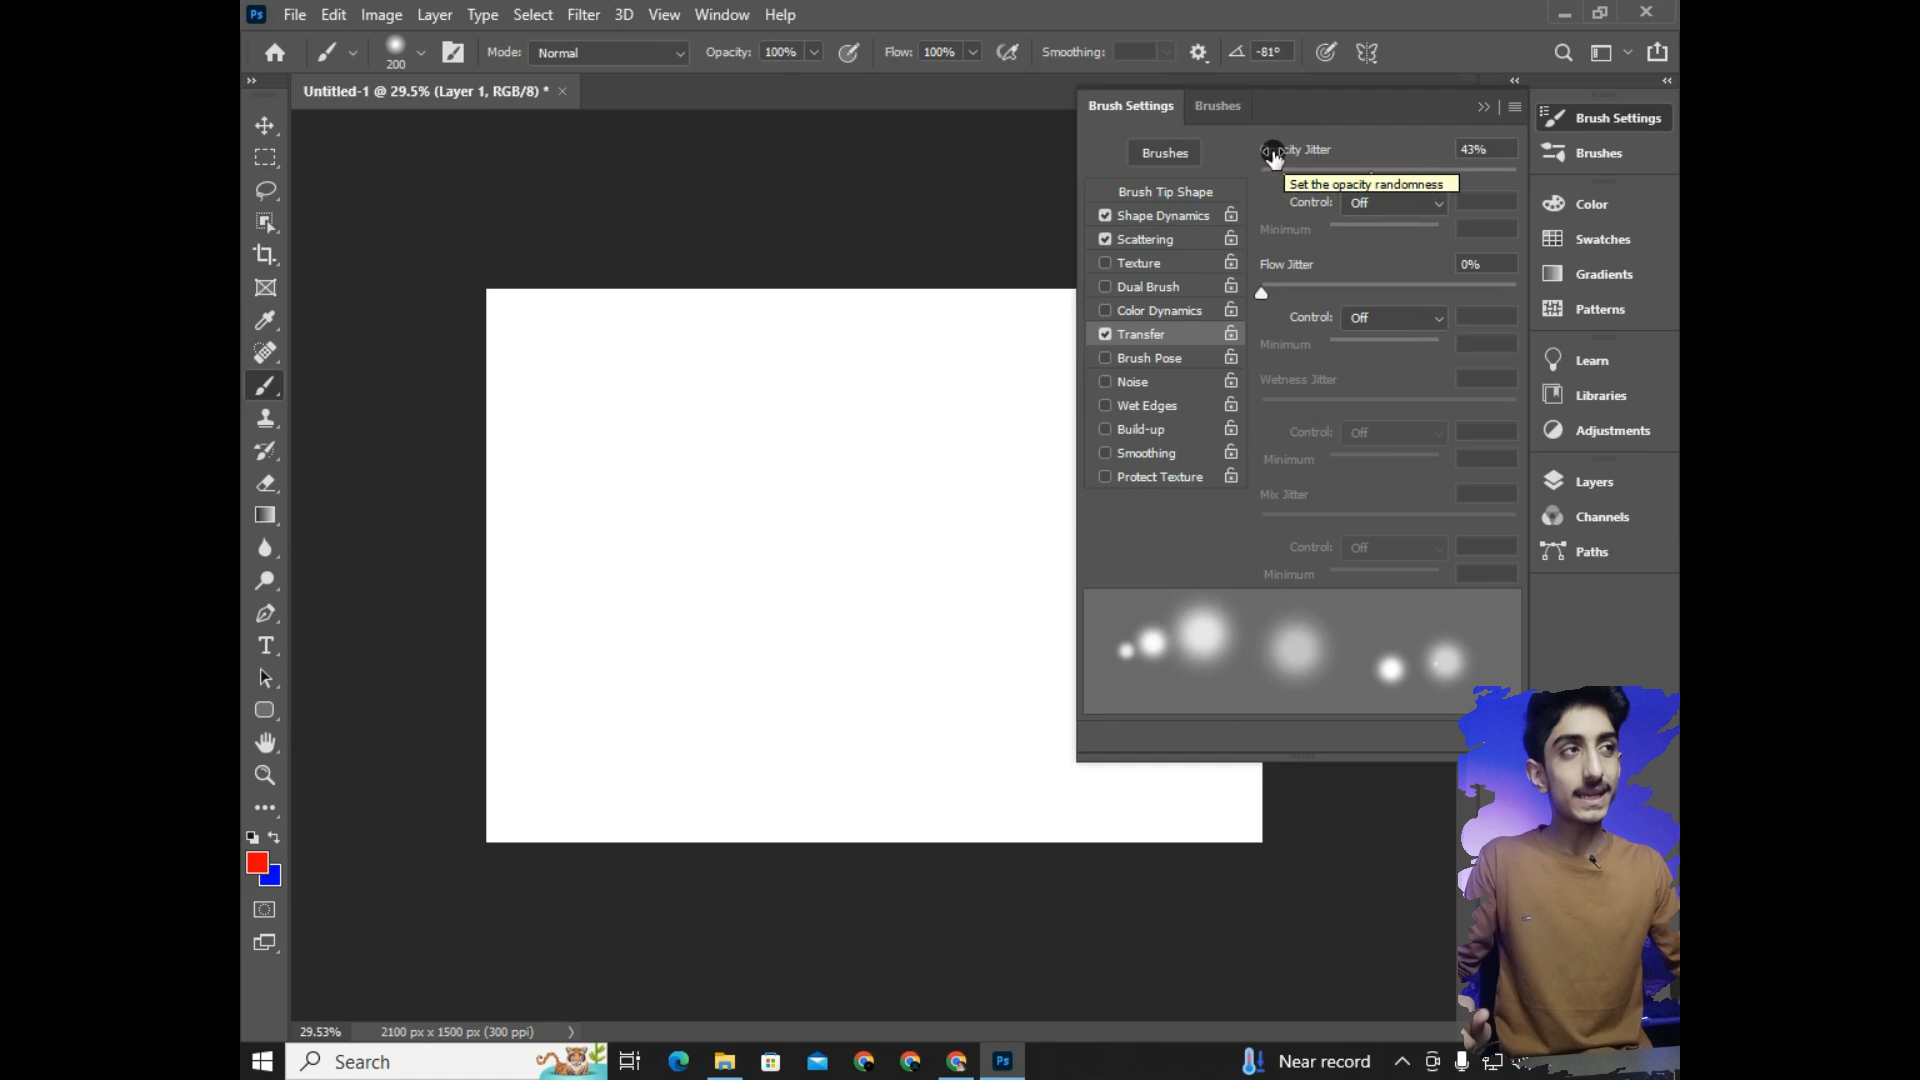 Ps File Edit Image Layer Type Select Filter 3D View Window Help
200 Mode: Normal Opacity: 100% Flow: 100% Smoothing: -81°
Untitled-1 @ 29.5% (Layer 1, RGB/8) *
Brush Settings Brushes
Brushes
Brush Tip Shape
Shape Dynamics
Scattering
Texture
Dual Brush
Color Dynamics
Transfer
Brush Pose
Noise
Wet Edges
Build-up
Smoothing
Protect Texture
Jitter 43%
Set the opacity randomness
Control: Off
Minimum
Flow Jitter 0%
Control: Off
Minimum
Wetness Jitter
Control: Off
Minimum
Mix Jitter
Control: Off
Minimum
Brush Settings
Brushes
Color
Swatches
Gradients
Patterns
Learn
Libraries
Adjustments
Layers
Channels
Paths
29.53% 2100 px x 1500 px (300 ppi)
Search Ps Near record